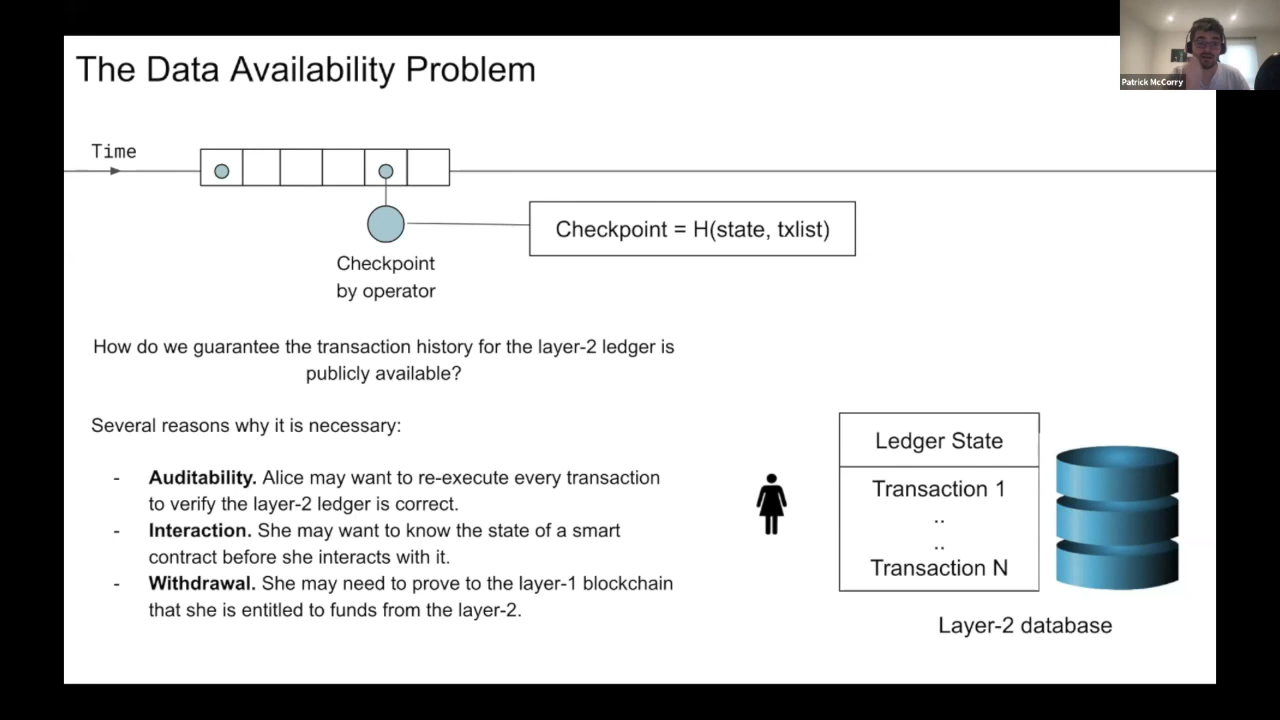 The Data Availability Problem
Patrick McCorry
Time
Checkpoint = H(state, txlist)
Checkpoint
by operator
How do we guarantee the transaction history for the layer-2 ledger is
publicly available?
Several reasons why it is necessary:
- Auditability. Alice may want to re-execute every transaction
to verify the layer-2 ledger is correct.
- Interaction. She may want to know the state of a smart
contract before she interacts with it.
- Withdrawal. She may need to prove to the layer-1 blockchain
that she is entitled to funds from the layer-2.
Ledger State
Transaction 1
..
..
Transaction N
Layer-2 database